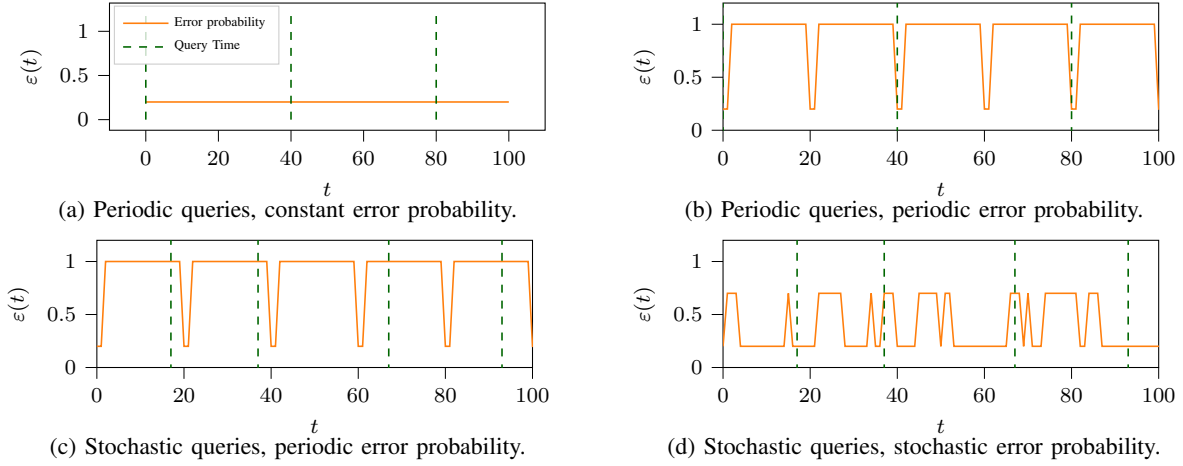 1
0.5
0
ε(t)
Error probability
Query Time
0 20 40 60 80 100
t
(a) Periodic queries, constant error probability.
1
0.5
0
ε(t)
0 20 40 60 80 100
t
(b) Periodic queries, periodic error probability.
1
0.5
0
ε(t)
0 20 40 60 80 100
t
(c) Stochastic queries, periodic error probability.
1
0.5
0
ε(t)
0 20 40 60 80 100
t
(d) Stochastic queries, stochastic error probability.